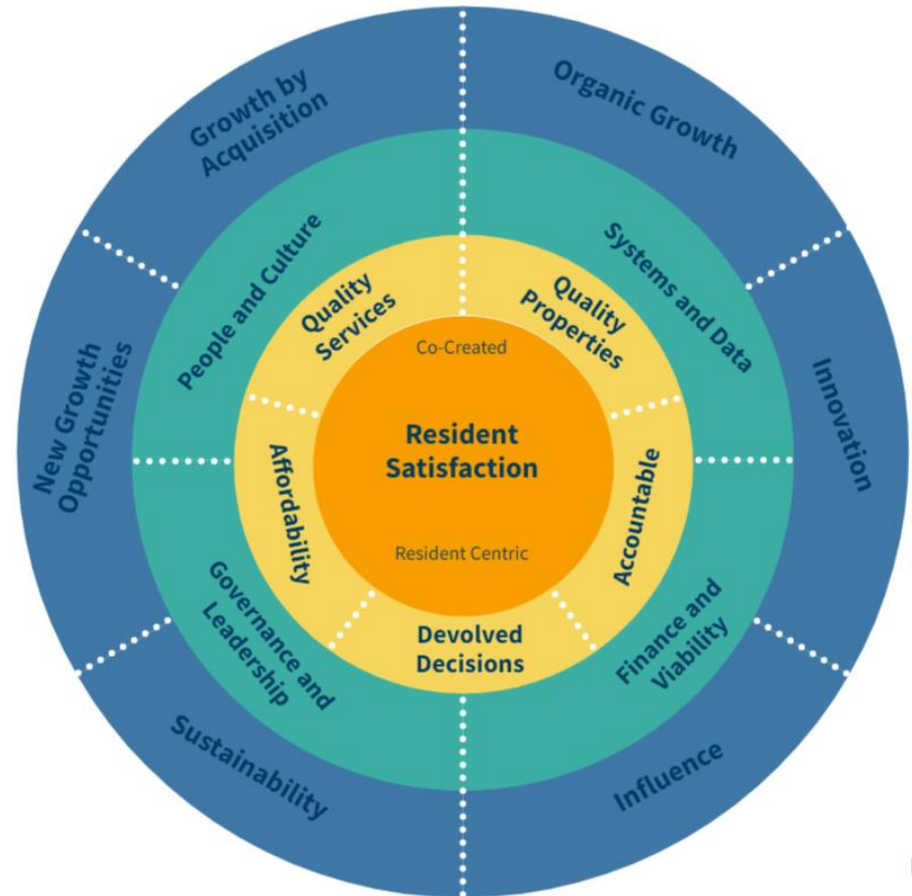 Growth by
Acquisition
Organic Growth
Innovation
Influence
Sustainability
New Growth
Opportunities
People and Culture
Systems and Data
Finance and
Viability
Governance and
Leadership
Quality
Services
Quality
Properties
Accountable
Devolved
Decisions
Affordability
Co-Created
Resident
Satisfaction
Resident Centric